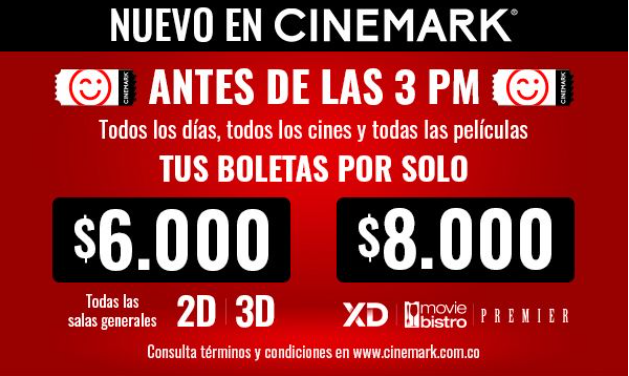 NUEVO EN CINEMARK®
CINEMARK ANTES DE LAS 3 PM CINEMARK
Todos los días, todos los cines y todas las películas
TUS BOLETAS POR SOLO
$6.000 $8.000
Todas las
salas generales 2D | 3D XD | movie bistro | PREMIER
Consulta términos y condiciones en www.cinemark.com.co